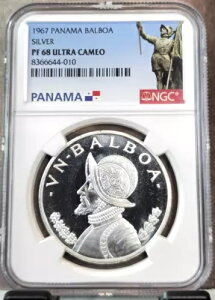 1967 PANAMA BALBOA
SILVER
PF 68 ULTRA CAMEO
8366644-010
PANAMA
NGC
VN·BALBOA